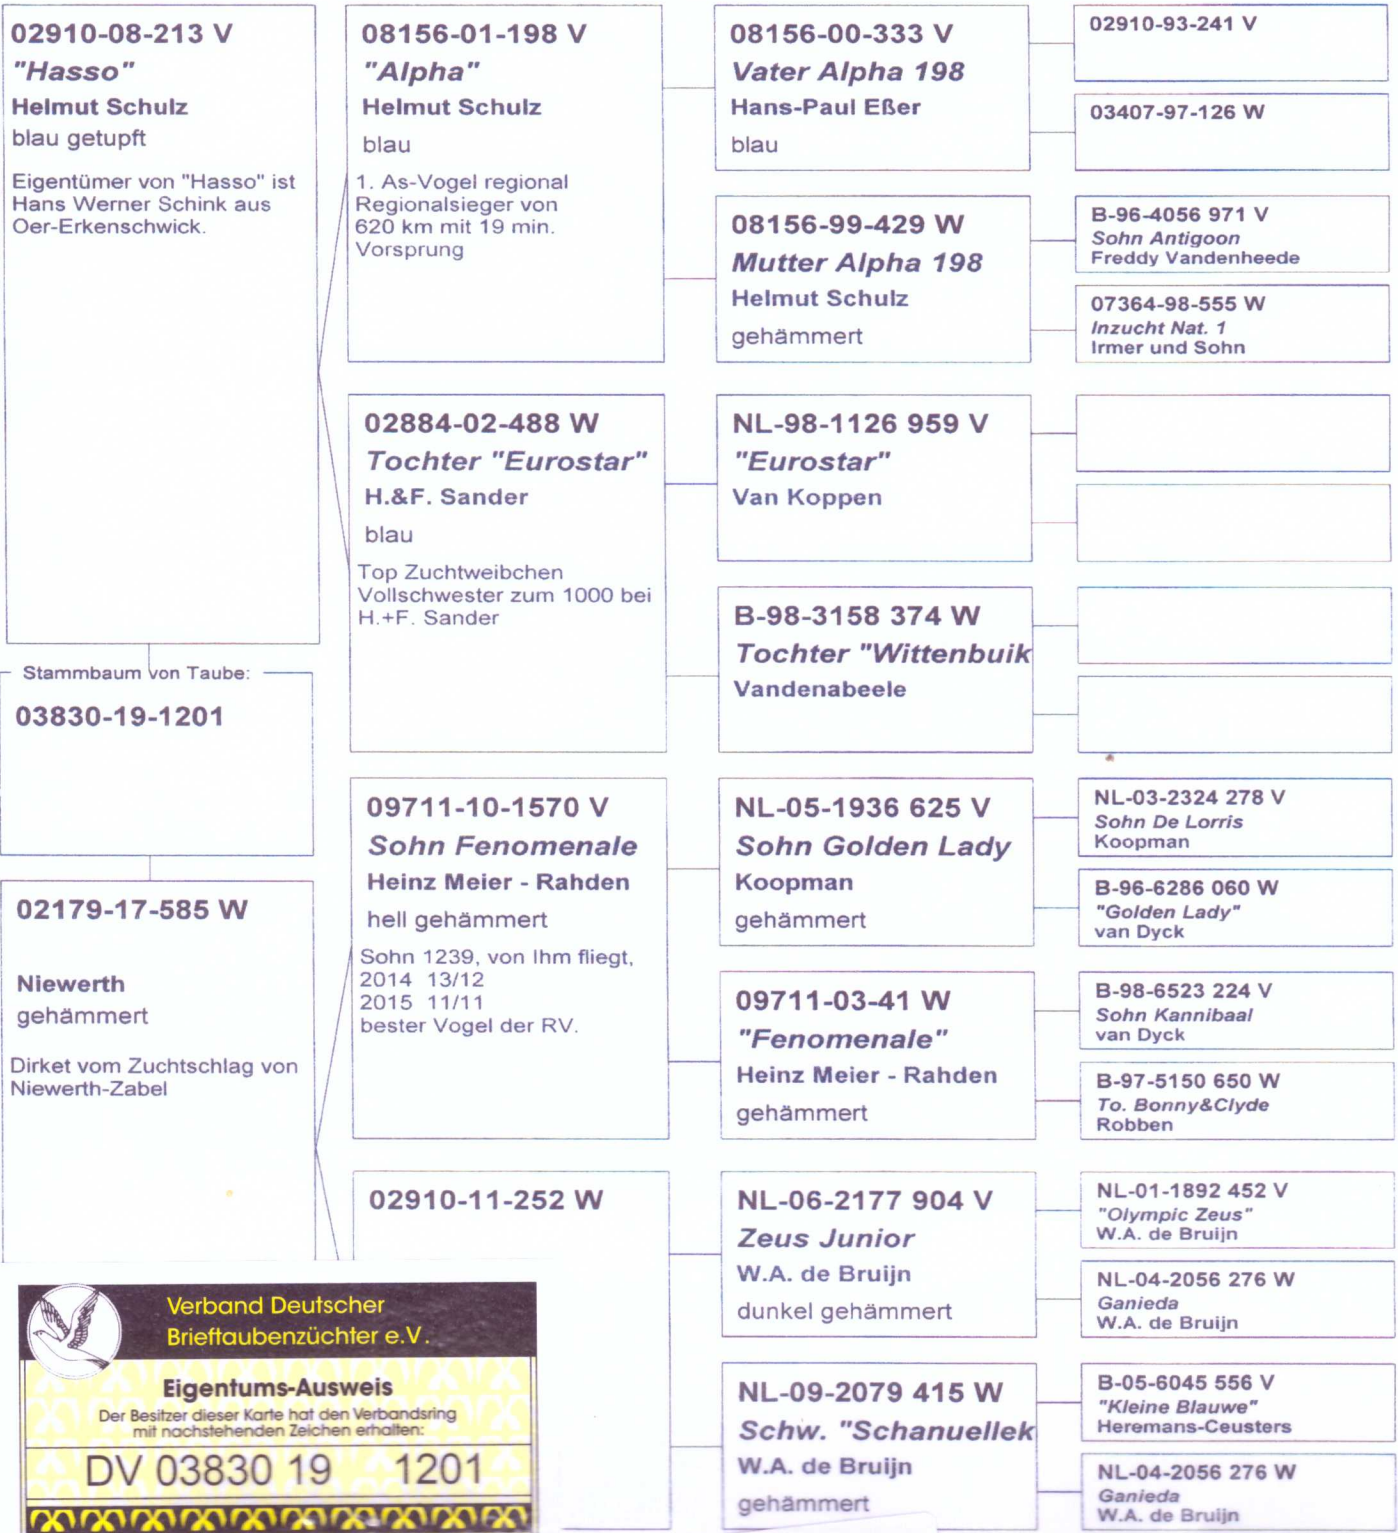 02910-08-213 V
"Hasso"
Helmut Schulz
blau getupft
Eigentümer von "Hasso" ist
Hans Werner Schink aus
Oer-Erkenschwick.
Stammbaum von Taube:
03830-19-1201
02179-17-585 W
Niewerth
gehämmert
Dirket vom Zuchtschlag von
Niewerth-Zabel
08156-01-198 V
"Alpha"
Helmut Schulz
blau
1. As-Vogel regional
Regionalsieger von
620 km mit 19 min.
Vorsprung
02884-02-488 W
Tochter "Eurostar"
H.&F. Sander
blau
Top Zuchtweibchen
Vollschwester zum 1000 bei
H.+F. Sander
09711-10-1570 V
Sohn Fenomenale
Heinz Meier - Rahden
hell gehämmert
Sohn 1239, von Ihm fliegt,
2014 13/12
2015 11/11
bester Vogel der RV.
02910-11-252 W
08156-00-333 V
Vater Alpha 198
Hans-Paul Eßer
blau
08156-99-429 W
Mutter Alpha 198
Helmut Schulz
gehämmert
NL-98-1126 959 V
"Eurostar"
Van Koppen
B-98-3158 374 W
Tochter "Wittenbuik
Vandenabeele
NL-05-1936 625 V
Sohn Golden Lady
Koopman
gehämmert
09711-03-41 W
"Fenomenale"
Heinz Meier - Rahden
gehämmert
NL-06-2177 904 V
Zeus Junior
W.A. de Bruijn
dunkel gehämmert
NL-09-2079 415 W
Schw. "Schanuellek
W.A. de Bruijn
gehämmert
02910-93-241 V
03407-97-126 W
B-96-4056 971 V
Sohn Antigoon
Freddy Vandenheede
07364-98-555 W
Inzucht Nat. 1
Irmer und Sohn
NL-03-2324 278 V
Sohn De Lorris
Koopman
B-96-6286 060 W
"Golden Lady"
van Dyck
B-98-6523 224 V
Sohn Kannibaal
van Dyck
B-97-5150 650 W
To. Bonny&Clyde
Robben
NL-01-1892 452 V
"Olympic Zeus"
W.A. de Bruijn
NL-04-2056 276 W
Ganieda
W.A. de Bruijn
B-05-6045 556 V
"Kleine Blauwe"
Heremans-Ceusters
NL-04-2056 276 W
Ganieda
W.A. de Bruijn
Verband Deutscher
Brieftaubenzüchter e.V.
Eigentums-Ausweis
Der Besitzer dieser Karte hat den Verbandsring
mit nachstehenden Zeichen erhalten:
DV 03830 19 1201